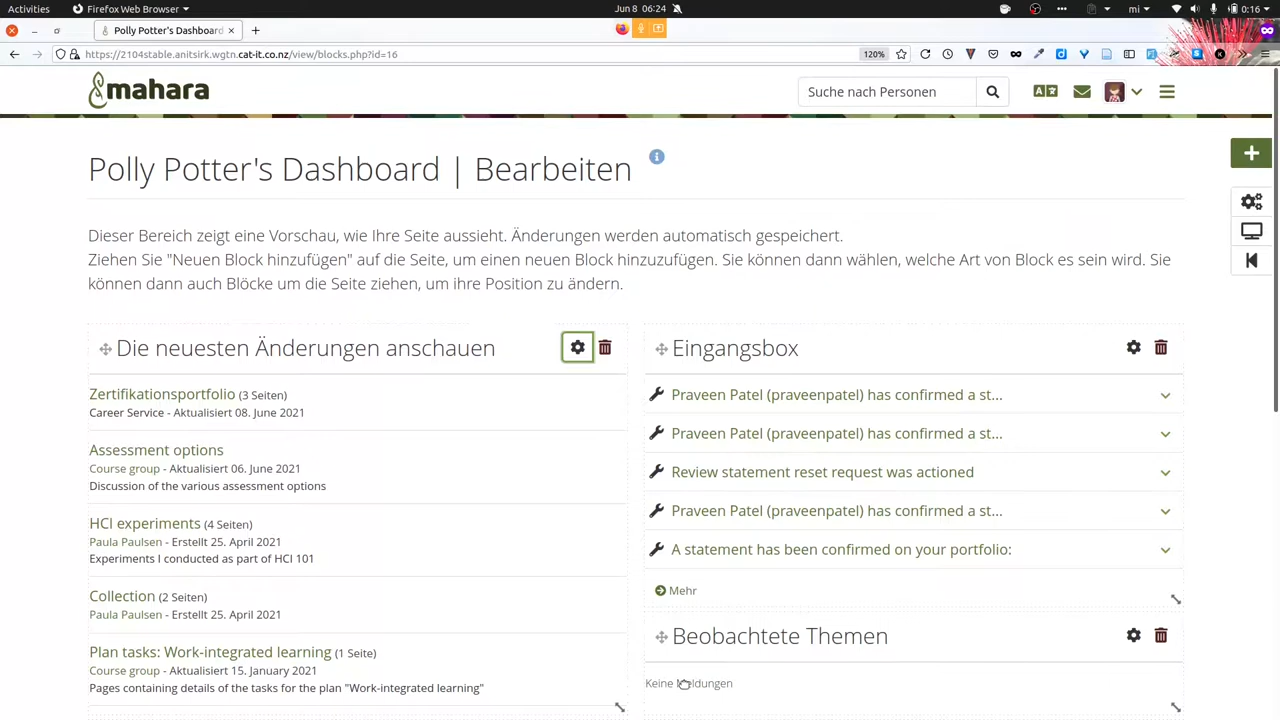 Activities
Firefox Web Browser
Jun 8 06:24
mi
0:16
Polly Potter's Dashboard
https://2104stable.anitsirk.wgtn.cat-it.co.nz/view/blocks.php?id=16
120%
mahara
Suche nach Personen
Polly Potter's Dashboard | Bearbeiten
Dieser Bereich zeigt eine Vorschau, wie Ihre Seite aussieht. Änderungen werden automatisch gespeichert.
Ziehen Sie "Neuen Block hinzufügen" auf die Seite, um einen neuen Block hinzuzufügen. Sie können dann wählen, welche Art von Block es sein wird. Sie
können dann auch Blöcke um die Seite ziehen, um ihre Position zu ändern.
Die neuesten Änderungen anschauen
Zertifikationsportfolio (3 Seiten)
Career Service - Aktualisiert 08. June 2021
Assessment options
Course group - Aktualisiert 06. June 2021
Discussion of the various assessment options
HCI experiments (4 Seiten)
Paula Paulsen - Erstellt 25. April 2021
Experiments I conducted as part of HCI 101
Collection (2 Seiten)
Paula Paulsen - Erstellt 25. April 2021
Plan tasks: Work-integrated learning (1 Seite)
Course group - Aktualisiert 15. January 2021
Pages containing details of the tasks for the plan "Work-integrated learning"
Eingangsbox
Praveen Patel (praveenpatel) has confirmed a st...
Praveen Patel (praveenpatel) has confirmed a st...
Review statement reset request was actioned
Praveen Patel (praveenpatel) has confirmed a st...
A statement has been confirmed on your portfolio:
Mehr
Beobachtete Themen
Keine Meldungen